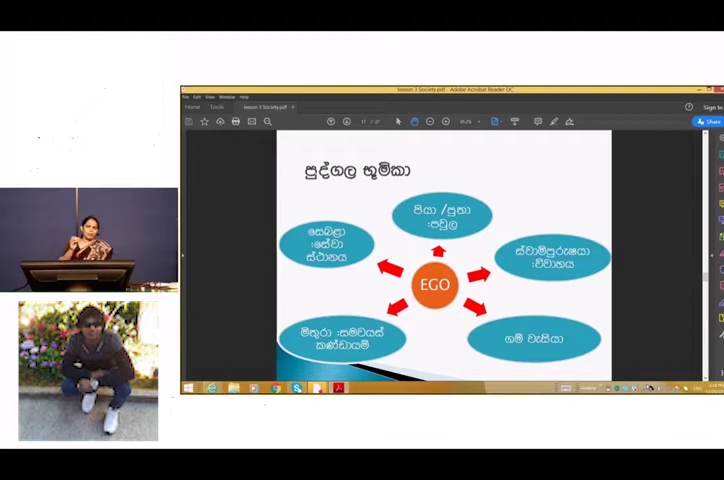 lesson 3 Society.pdf - Adobe Acrobat Reader DC
File Edit View Window Help
Home Tools lesson 3 Society.pdf × Sign In
17 / 27
Share
පුද්ගල භූමිකා
පියා /පුතා
:පවුල
සෙබළා
:සේවා
ස්ථානය
ස්වාමිපුරුෂයා
:විවාහය
EGO
මිතුරා :සමවයස්
කණ්ඩායම්
ගම් වැසියා